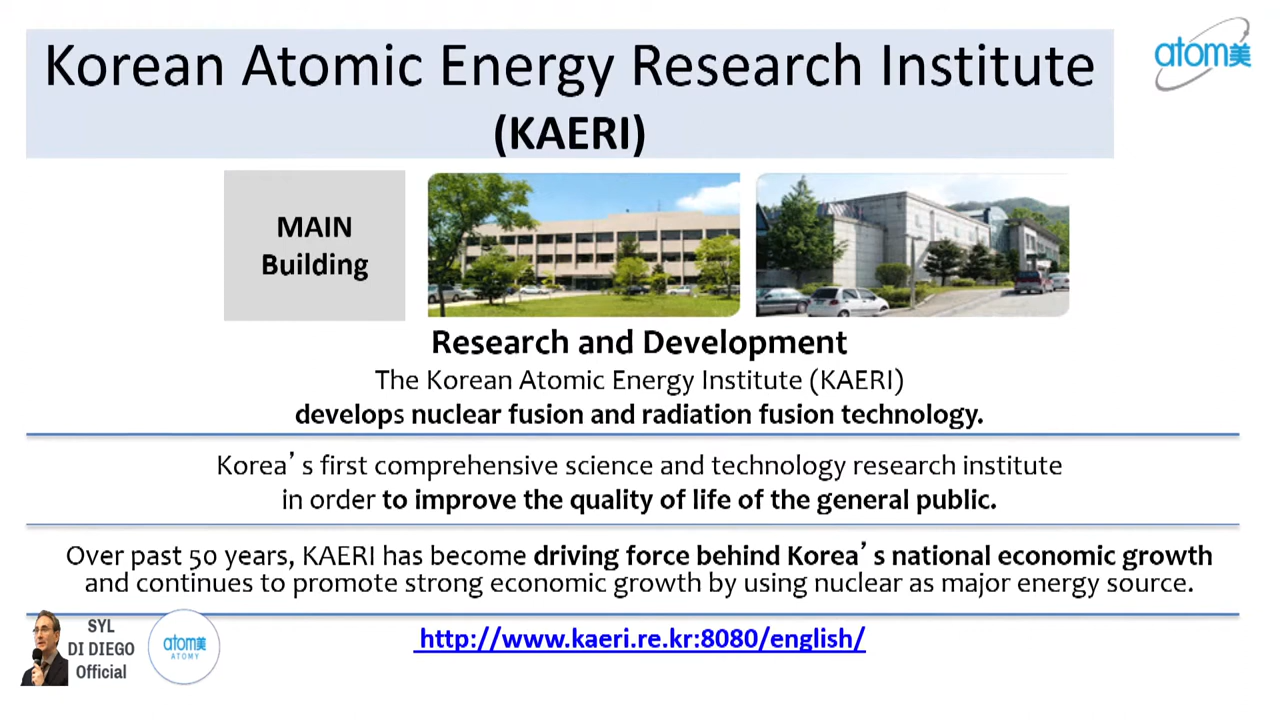 Korean Atomic Energy Research Institute
(KAERI)
atom美
MAIN
Building
Research and Development
The Korean Atomic Energy Institute (KAERI)
develops nuclear fusion and radiation fusion technology.
Korea’s first comprehensive science and technology research institute
in order to improve the quality of life of the general public.
Over past 50 years, KAERI has become driving force behind Korea’s national economic growth
and continues to promote strong economic growth by using nuclear as major energy source.
SYL
DI DIEGO
Official
atom美
ATOMY
http://www.kaeri.re.kr:8080/english/